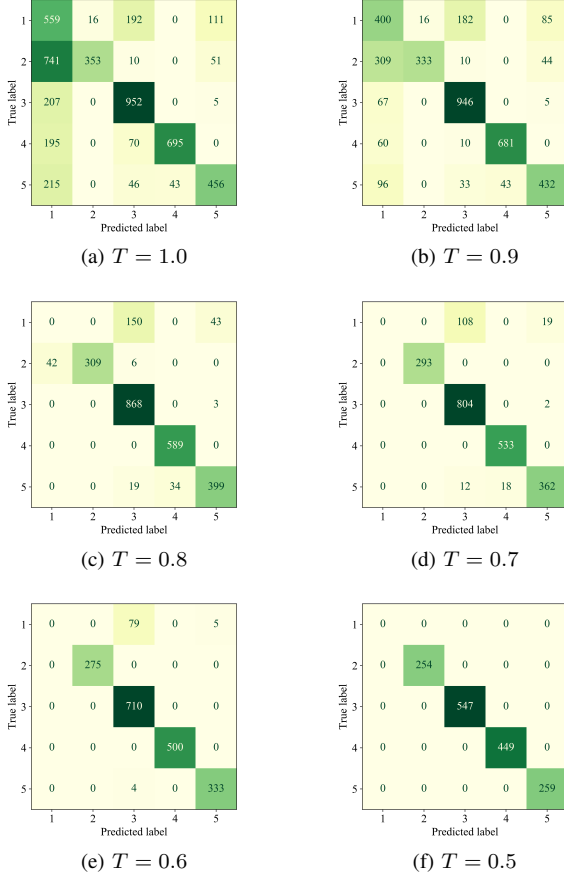 1 559 16 192 0 111
2 741 353 10 0 51
True label 3 207 0 952 0 5
4 195 0 70 695 0
5 215 0 46 43 456
1 2 3 4 5
Predicted label
(a) T = 1.0
1 400 16 182 0 85
2 309 333 10 0 44
True label 3 67 0 946 0 5
4 60 0 10 681 0
5 96 0 33 43 432
1 2 3 4 5
Predicted label
(b) T = 0.9
1 0 0 150 0 43
2 42 309 6 0 0
True label 3 0 0 868 0 3
4 0 0 0 589 0
5 0 0 19 34 399
1 2 3 4 5
Predicted label
(c) T = 0.8
1 0 0 108 0 19
2 0 293 0 0 0
True label 3 0 0 804 0 2
4 0 0 0 533 0
5 0 0 12 18 362
1 2 3 4 5
Predicted label
(d) T = 0.7
1 0 0 79 0 5
2 0 275 0 0 0
True label 3 0 0 710 0 0
4 0 0 0 500 0
5 0 0 4 0 333
1 2 3 4 5
Predicted label
(e) T = 0.6
1 0 0 0 0 0
2 0 254 0 0 0
True label 3 0 0 547 0 0
4 0 0 0 449 0
5 0 0 0 0 259
1 2 3 4 5
Predicted label
(f) T = 0.5